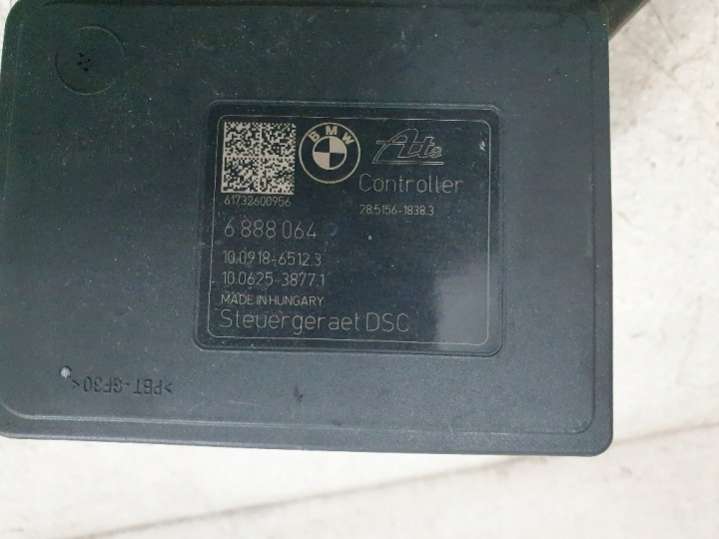 BMW
Ate
Controller
61732600956
28.5156-1838.3
6 888 064
10.0918-6512.3
10.0625-3877.1
MADE IN HUNGARY
Steuergeraet DSC
>PBT-GF30<